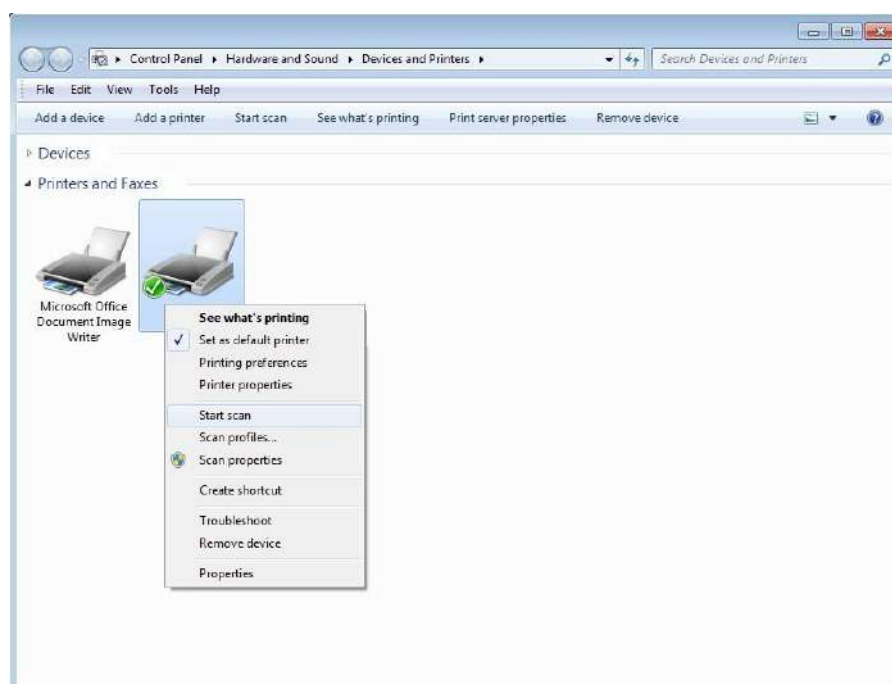 Control Panel ▸ Hardware and Sound ▸ Devices and Printers ▸
Search Devices and Printers
File Edit View Tools Help
Add a device Add a printer Start scan See what's printing Print server properties Remove device
Devices
Printers and Faxes
Microsoft Office
Document Image
Writer
See what's printing
Set as default printer
Printing preferences
Printer properties
Start scan
Scan profiles...
Scan properties
Create shortcut
Troubleshoot
Remove device
Properties